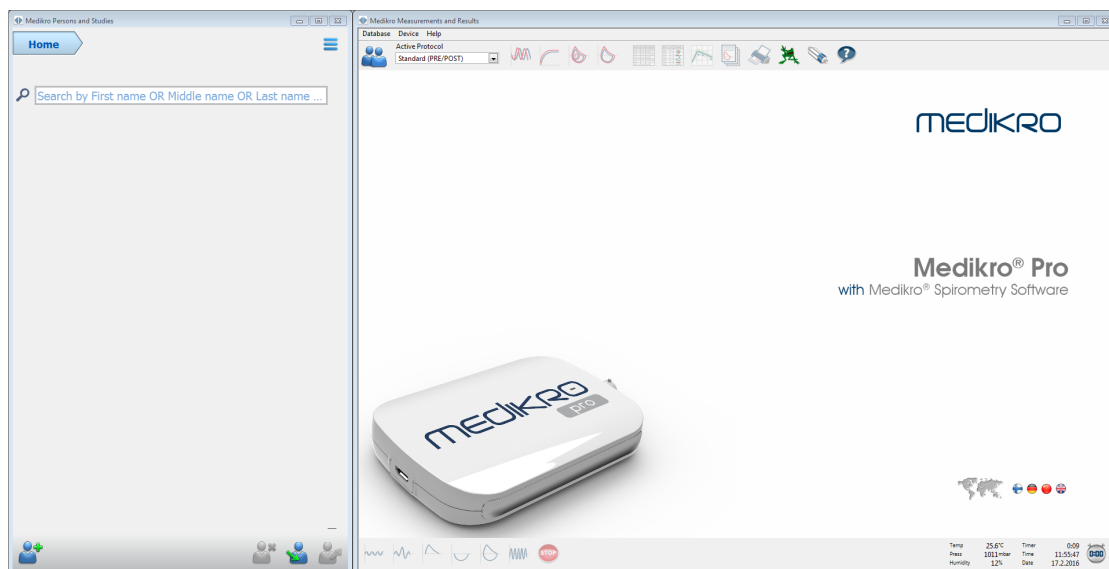 Medikro Persons and Studies
Home
Search by First name OR Middle name OR Last name ...
Medikro Measurements and Results
Database Device Help
Active Protocol
Standard (PRE/POST)
MEDIKRO
Medikro® Pro
with Medikro® Spirometry Software
MEDIKRO
pro
STOP
Temp 25.6°C Timer 0:09
Press 1011 mbar Time 11:55:47
Humidity 12% Date 17.2.2016
0:00